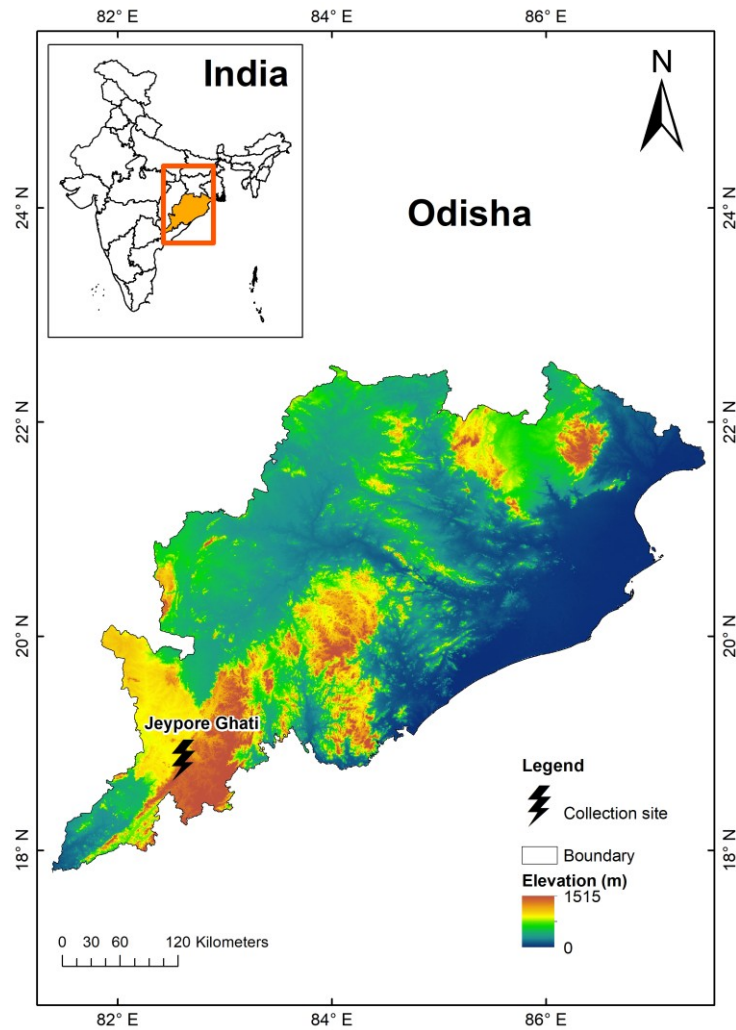 82° E 84° E 86° E
India
N
Odisha
24° N 24° N
22° N 22° N
20° N 20° N
Jeypore Ghati
18° N 18° N
Legend
Collection site
Boundary
Elevation (m)
1515
0
0 30 60 120 Kilometers
82° E 84° E 86° E